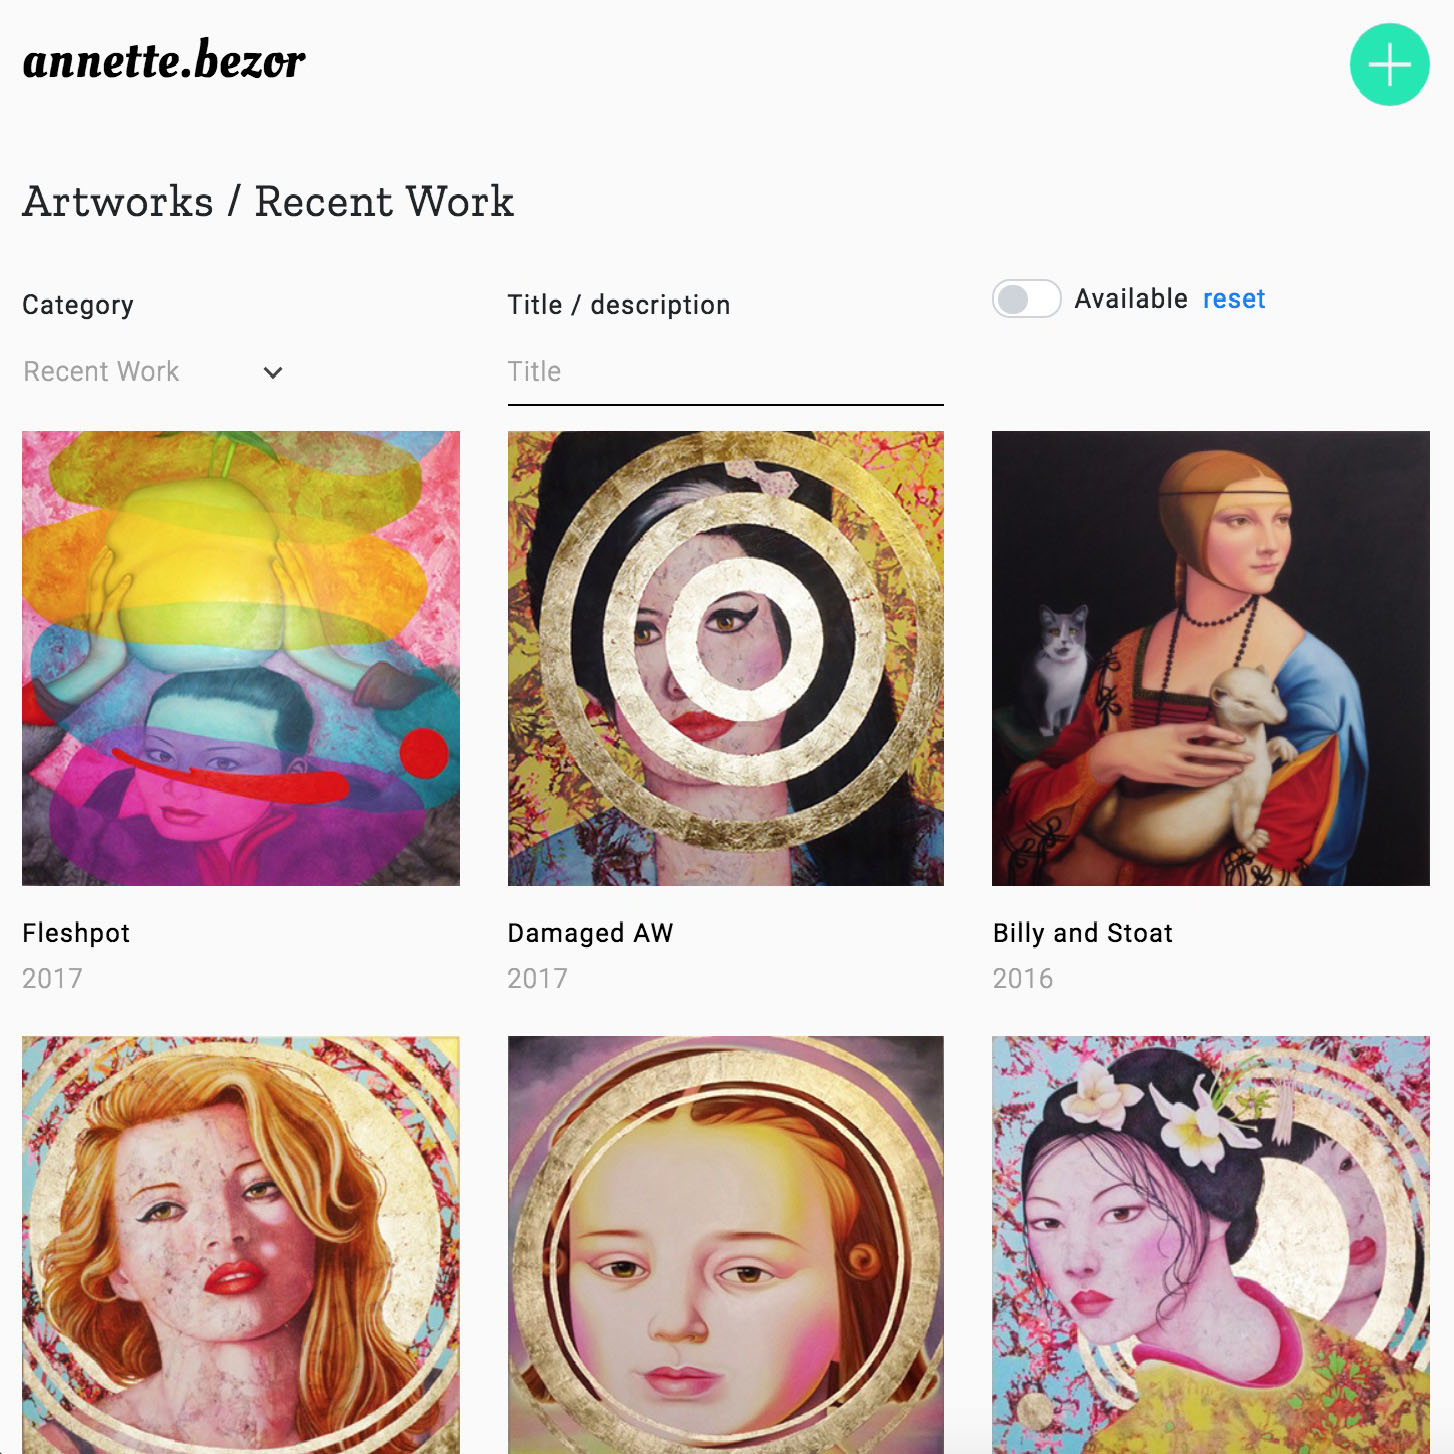 annette.bezor
Artworks / Recent Work
Category
Title / description
Available reset
Recent Work
Title
Fleshpot
2017
Damaged AW
2017
Billy and Stoat
2016